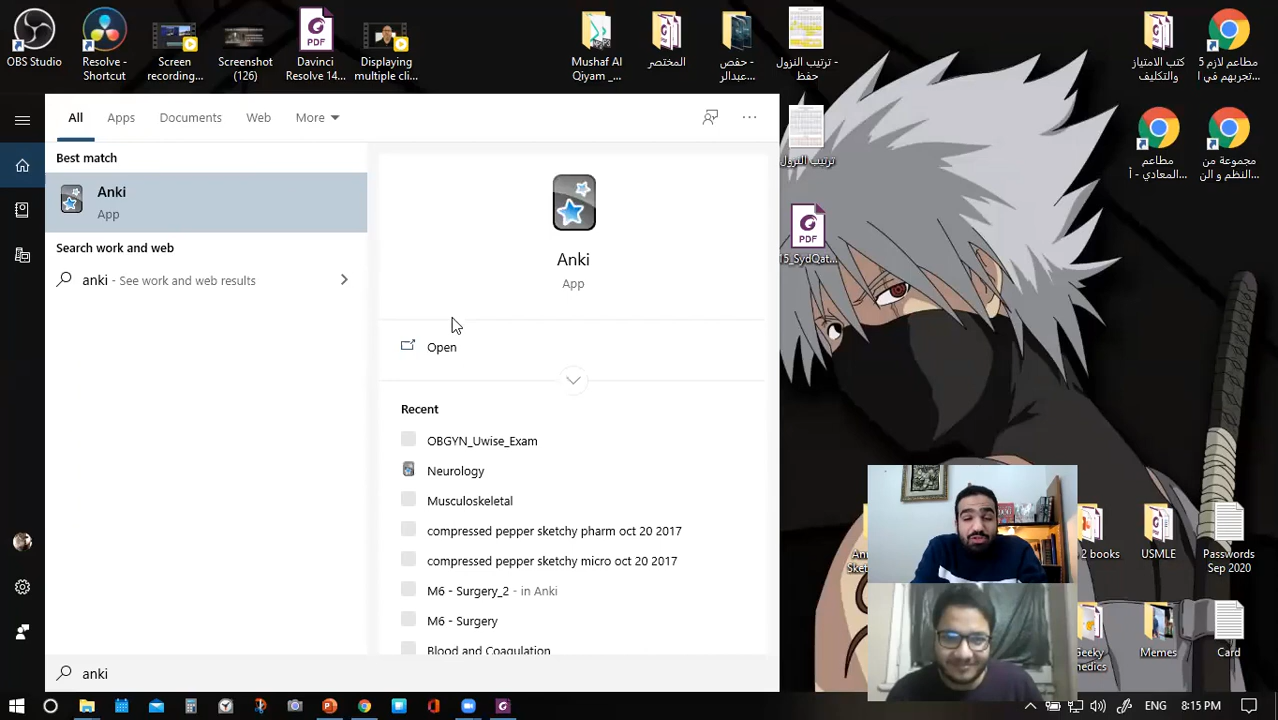 OBS Studio
Resolve -
Shortcut
Screen
recording...
Screenshot
(126)
PDF
Davinci
Resolve 14...
Displaying
multiple cli...
Mushaf Al
Qiyam _...
المختصر
حفص -
عبدالر...
ترتيب النزول -
حفظ
كتب الامتياز
والتكليف
5 مطاعم لازم
تجربهم في ا...
ترتيب النزول
مطاعم
المعادي - أ...
مجموعة من
النظم و الن...
PDF
15_SydQat...
All
Apps
Documents
Web
More
Best match
Anki
App
Search work and web
anki - See work and web results
Anki
App
Open
Recent
OBGYN_Uwise_Exam
Neurology
Musculoskeletal
compressed pepper sketchy pharm oct 20 2017
compressed pepper sketchy micro oct 20 2017
M6 - Surgery_2 - in Anki
M6 - Surgery
Blood and Coagulation
2 books
USMLE
Passwords
Sep 2020
Memes
Card
anki
8:15 PM